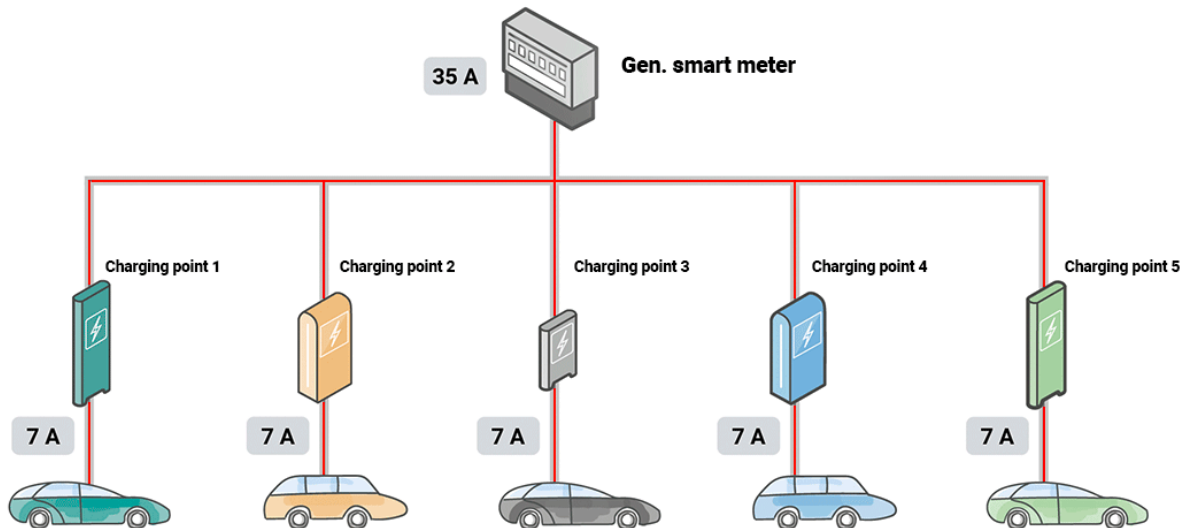 Gen. smart meter
35 A
Charging point 1
Charging point 2
Charging point 3
Charging point 4
Charging point 5
7 A
7 A
7 A
7 A
7 A